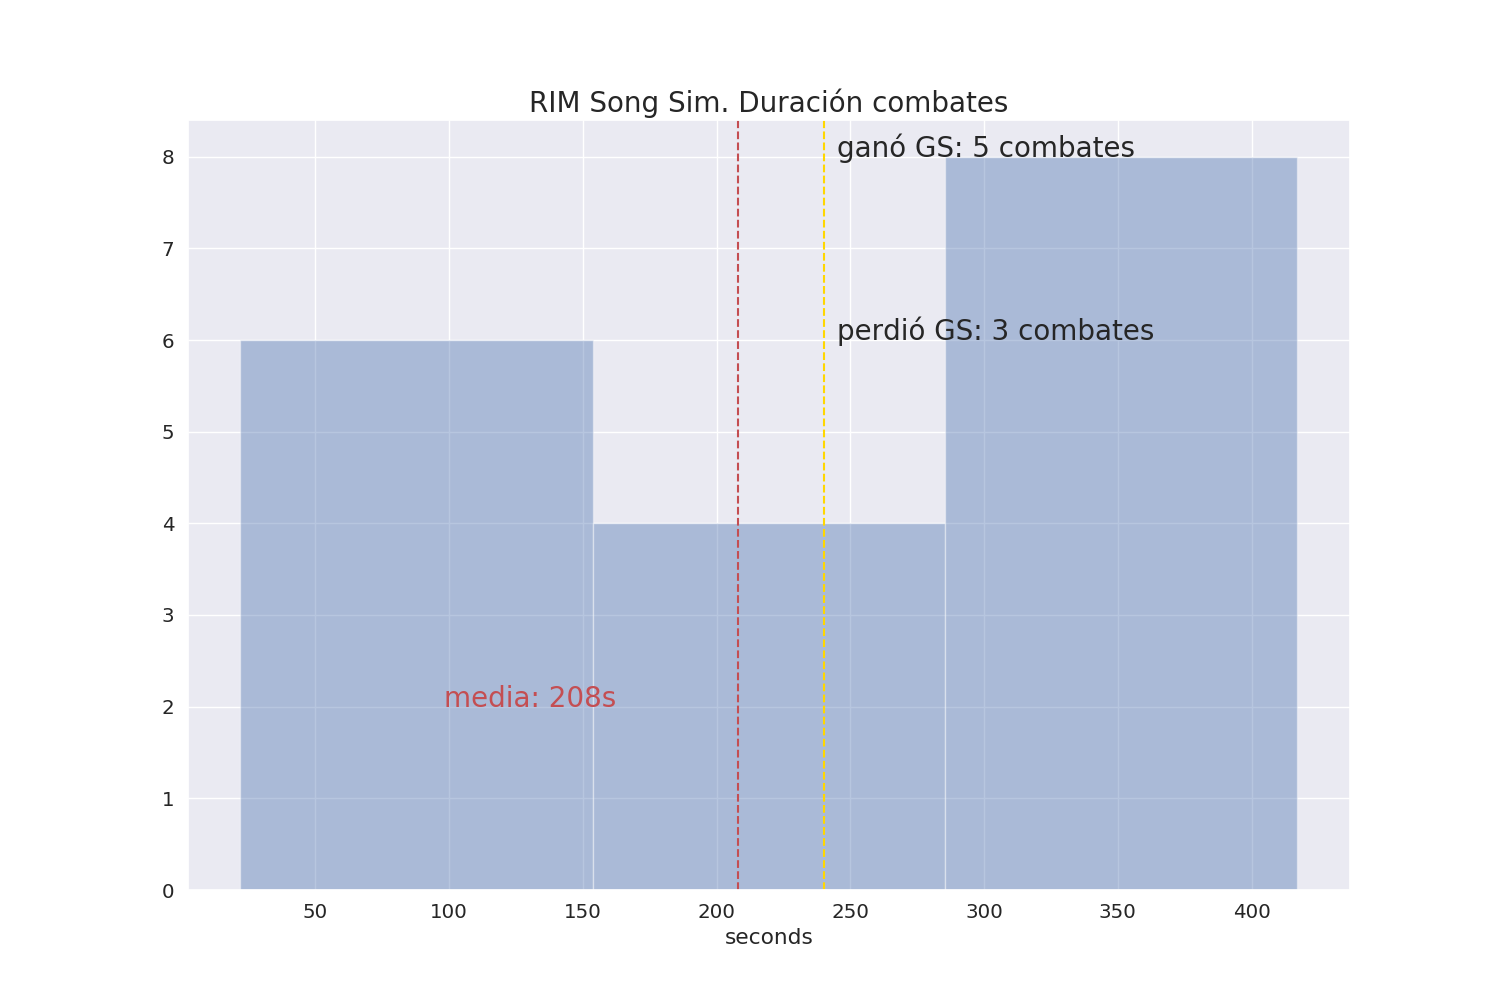 RIM Song Sim. Duración combates
8
ganó GS: 5 combates
7
6
perdió GS: 3 combates
5
4
3
2
media: 208s
1
0
50 100 150 200 250 300 350 400
seconds